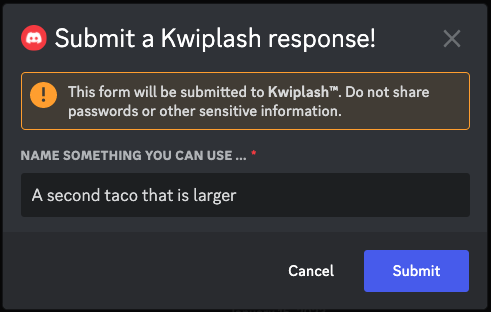 Submit a Kwiplash response!
This form will be submitted to Kwiplash™. Do not share
passwords or other sensitive information.
NAME SOMETHING YOU CAN USE ... *
A second taco that is larger
Cancel Submit